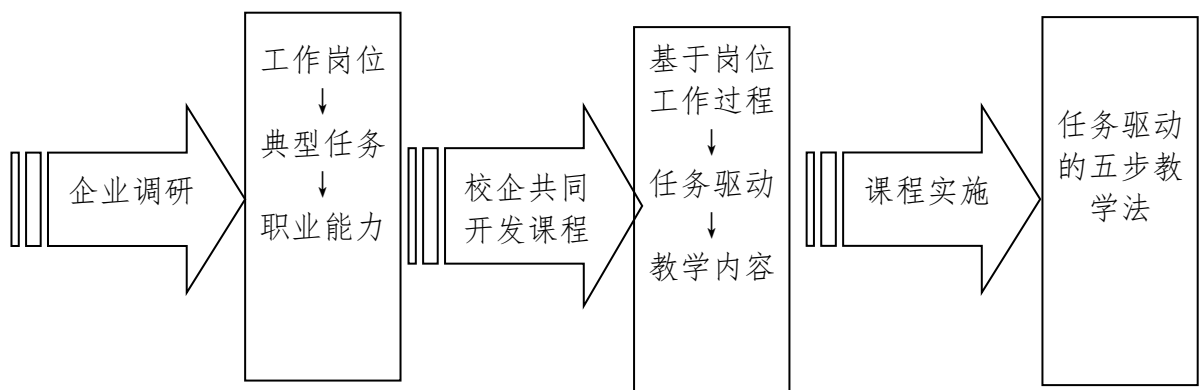 企业调研
工作岗位
↓
典型任务
↓
职业能力
校企共同
开发课程
基于岗位
工作过程
↓
任务驱动
↓
教学内容
课程实施
任务驱动
的五步教
学法